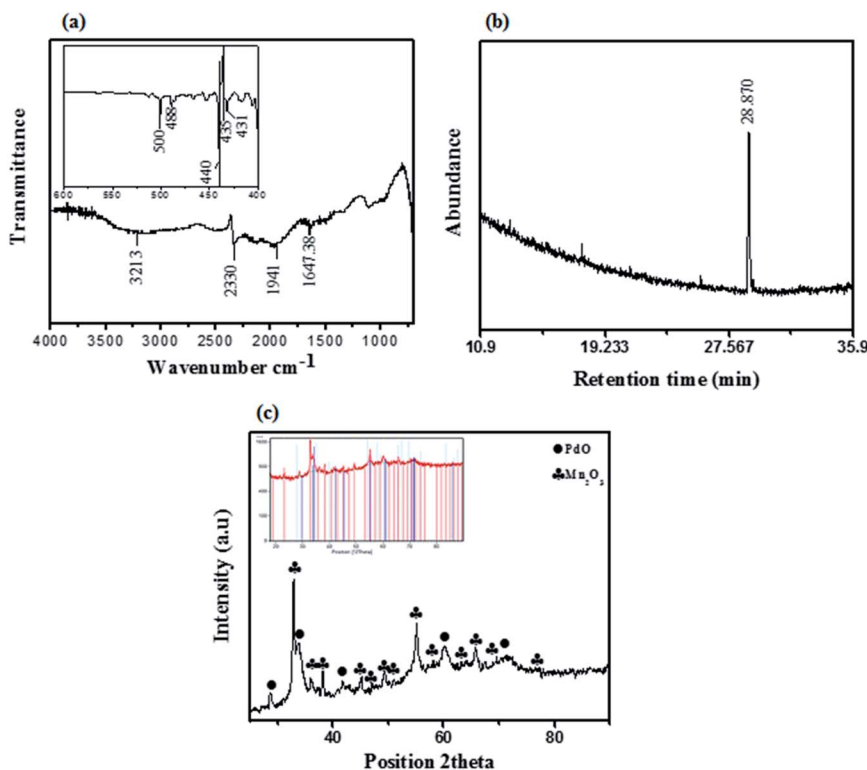 (a)
500
488
440
435
431
600 550 500 450 400
3213
2330
1941
1647.38
Transmittance
4000 3500 3000 2500 2000 1500 1000
Wavenumber cm-1
(b)
28.870
Abundance
10.9 19.233 27.567 35.9
Retention time (min)
(c)
PdO
Mn2O3
Position [°2Theta]
Intensity (a.u)
40 60 80
Position 2theta